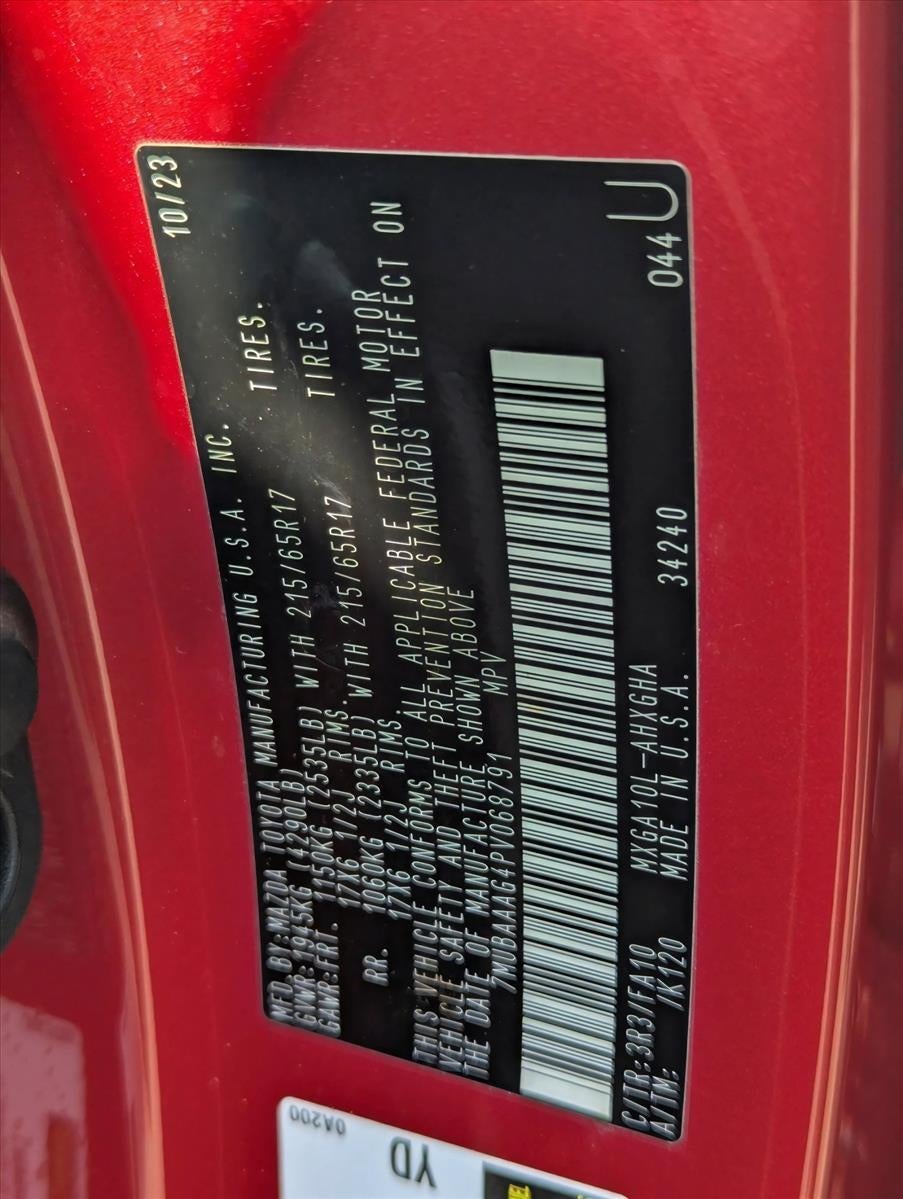 10/23
MFD.BY:MAZDA TOYOTA MANUFACTURING U.S.A. INC.
GVWR: 1945KG (4290LB)
GAWR:FRT. 1150KG (2535LB) WITH 215/65R17 TIRES.
17X6 1/2J RIMS.
RR. 1060KG (2335LB) WITH 215/65R17 TIRES.
17X6 1/2J RIMS.
THIS VEHICLE CONFORMS TO ALL APPLICABLE FEDERAL MOTOR
VEHICLE SAFETY AND THEFT PREVENTION STANDARDS IN EFFECT ON
THE DATE OF MANUFACTURE SHOWN ABOVE
7MUBAAAG4PV068791 MPV
C/TR:3R3/FA10 MXGA10L-AHXGHA 044 U
A/TM: /K120 MADE IN U.S.A. 34240
0A200
YD